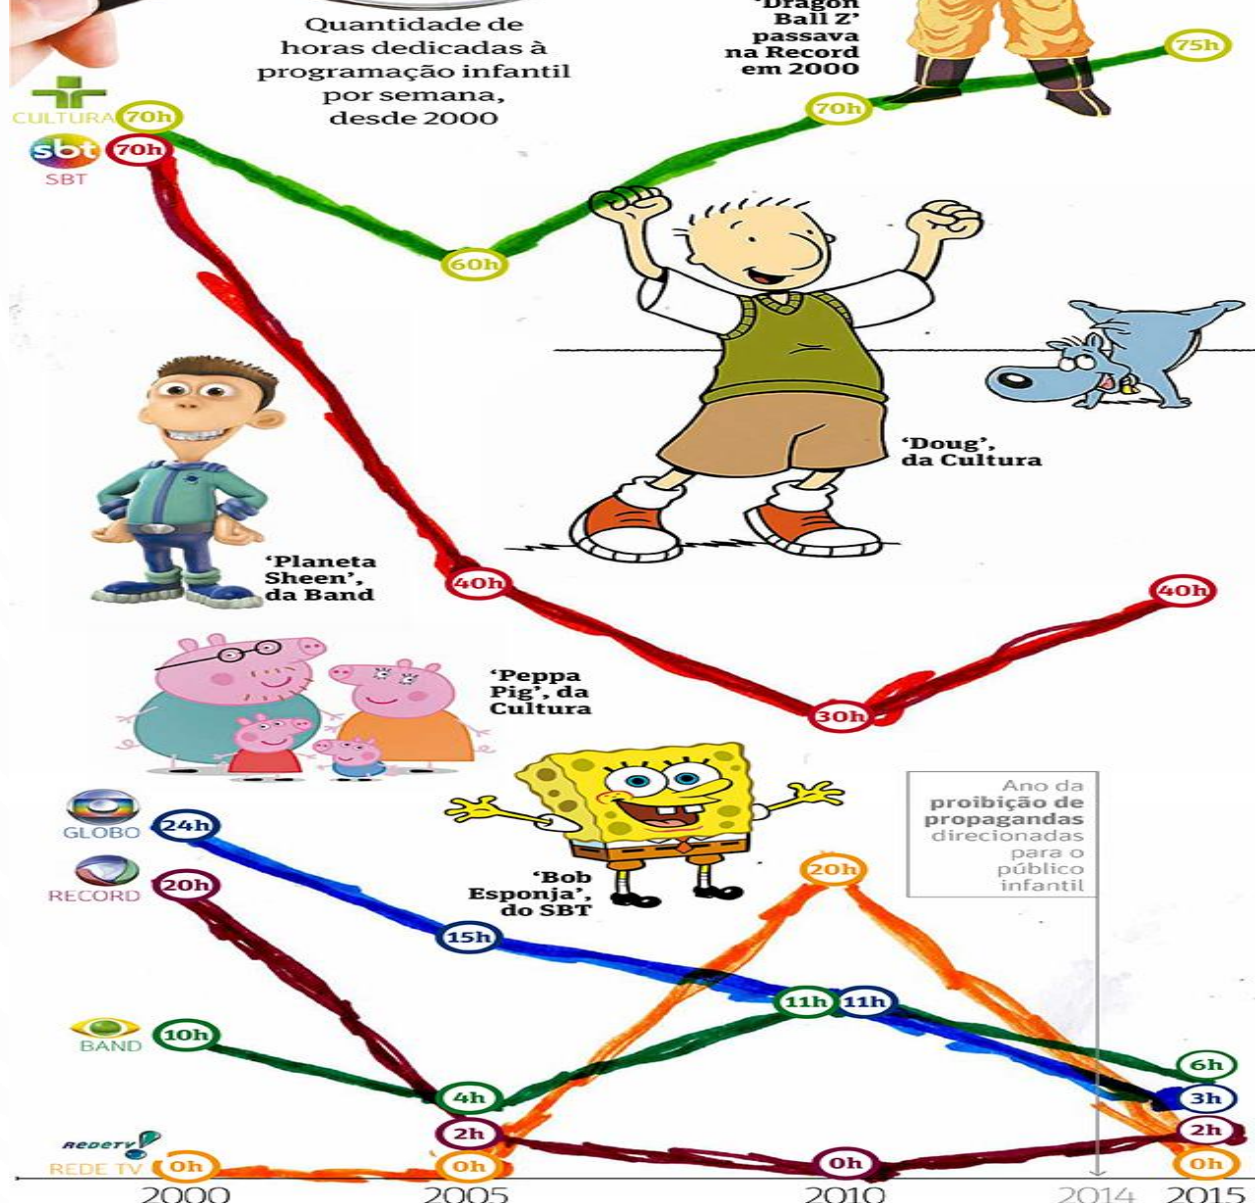 Quantidade de
horas dedicadas à
programação infantil
por semana,
desde 2000
'Dragon
Ball Z'
passava
na Record
em 2000
75h
70h
CULTURA 70h
sbt 70h
SBT
60h
'Doug',
da Cultura
'Planeta
Sheen',
da Band
40h
40h
'Peppa
Pig', da
Cultura
30h
Ano da
proibição de
propagandas
direcionadas
para o
público
infantil
GLOBO 24h
RECORD 20h
'Bob
Esponja',
do SBT
20h
15h
11h 11h
BAND 10h
6h
4h
3h
2h
2h
REDETV!
REDE TV 0h
0h
0h
0h
2000 2005 2010 2014 2015